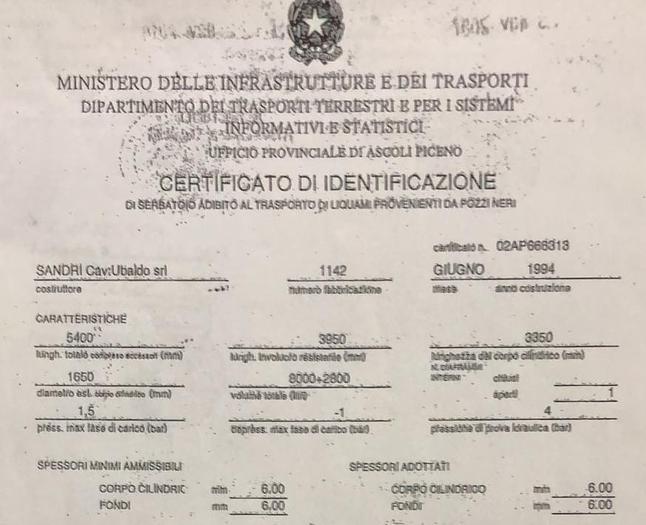 MINISTERO DELLE INFRASTRUTTURE E DEI TRASPORTI
DIPARTIMENTO DEI TRASPORTI TERRESTRI E PER I SISTEMI
INFORMATIVI E STATISTICI
UFFICIO PROVINCIALE DI ASCOLI PICENO
CERTIFICATO DI IDENTIFICAZIONE
DI SERBATOIO ADIBITO AL TRASPORTO DI LIQUAMI PROVENIENTI DA POZZI NERI
certificato n. 02AP666313
SANDRI Cav.Ubaldo srl 1142 GIUGNO 1994
costruttore numero fabbricazione mese anno costruzione
CARATTERISTICHE
5400 3950 3350
lungh. totale compreso accessori (mm) lungh. involucro resistente (mm) lunghezza del corpo cilindrico (mm)
1650 8000+2800 N. DIAFRAMMI INTERNI chiusi
diametro est. corpo cilindrico (mm) volume totale (litri) aperti 1
1,5 -1 4
press. max fase di carico (bar) depress. max fase di carico (bar) pressione di prova idraulica (bar)
SPESSORI MINIMI AMMISSIBILI SPESSORI ADOTTATI
CORPO CILINDRIC mm 6.00 CORPO CILINDRICO mm 6.00
FONDI mm 6,00 FONDI mm 6.00